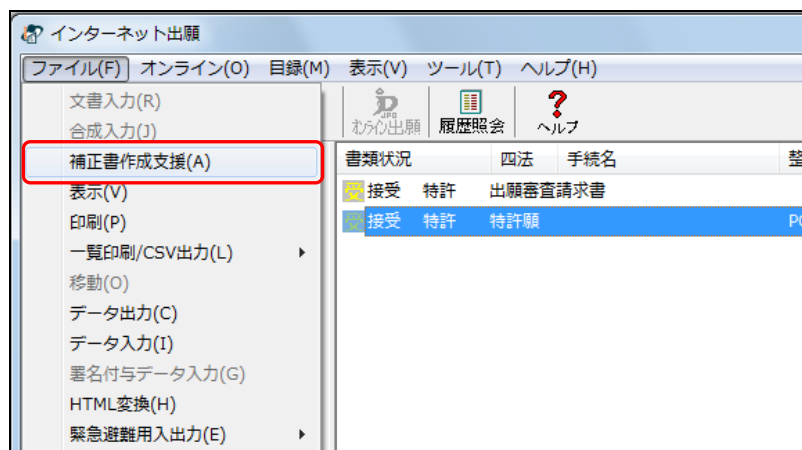 インターネット出願
ファイル(F) オンライン(O) 目録(M) 表示(V) ツール(T) ヘルプ(H)
文書入力(R)
合成入力(J)
補正書作成支援(A)
表示(V)
印刷(P)
一覧印刷/CSV出力(L)
移動(O)
データ出力(C)
データ入力(I)
署名付与データ入力(G)
HTML変換(H)
緊急避難用入出力(E)
JPO
オンライン出願 履歴照会 ヘルプ
書類状況 四法 手続名 整
受 接受 特許 出願審査請求書
受 接受 特許 特許願 PC